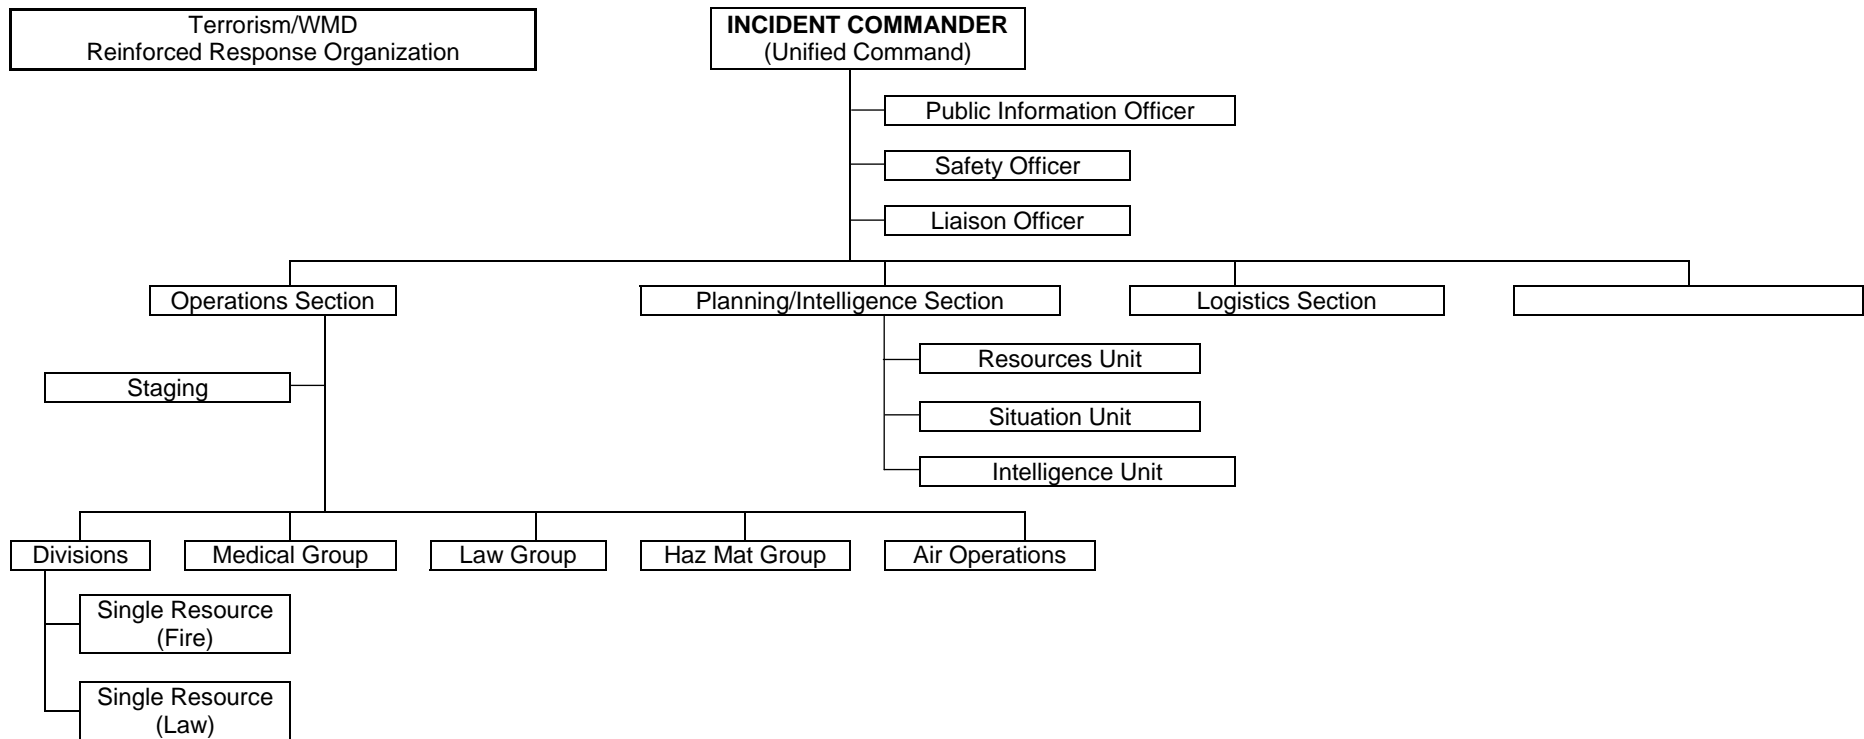 Terrorism/WMD
Reinforced Response Organization
INCIDENT COMMANDER
(Unified Command)
Public Information Officer
Safety Officer
Liaison Officer
Operations Section
Planning/Intelligence Section
Logistics Section
Resources Unit
Staging
Situation Unit
Intelligence Unit
Divisions
Medical Group
Law Group
Haz Mat Group
Air Operations
Single Resource
(Fire)
Single Resource
(Law)